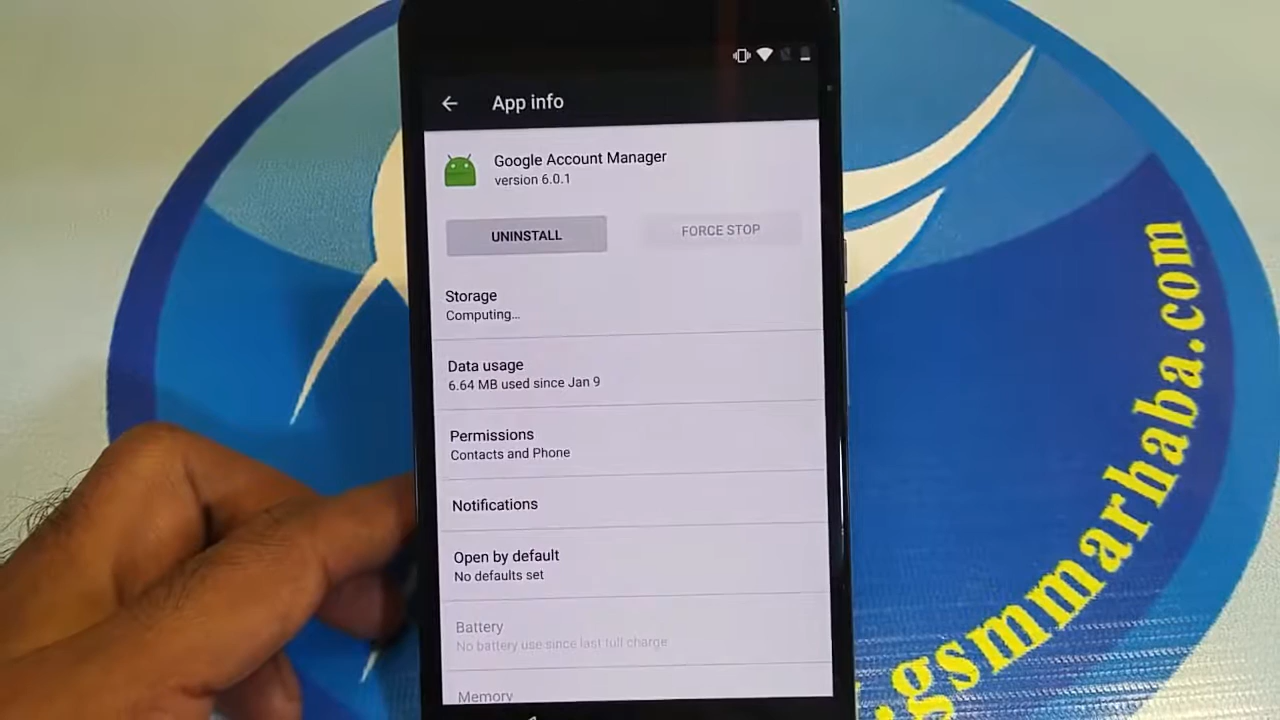 App info
Google Account Manager
version 6.0.1
UNINSTALL
FORCE STOP
Storage
Computing...
Data usage
6.64 MB used since Jan 9
Permissions
Contacts and Phone
Notifications
Open by default
No defaults set
Battery
No battery use since last full charge
Memory
igsmmarhaba.com